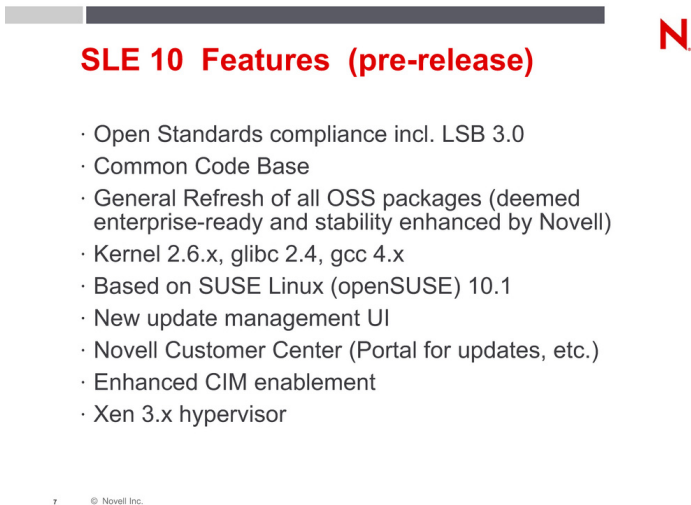 N
SLE 10 Features (pre-release)
· Open Standards compliance incl. LSB 3.0
· Common Code Base
· General Refresh of all OSS packages (deemed
enterprise-ready and stability enhanced by Novell)
· Kernel 2.6.x, glibc 2.4, gcc 4.x
· Based on SUSE Linux (openSUSE) 10.1
· New update management UI
· Novell Customer Center (Portal for updates, etc.)
· Enhanced CIM enablement
· Xen 3.x hypervisor
7 © Novell Inc.